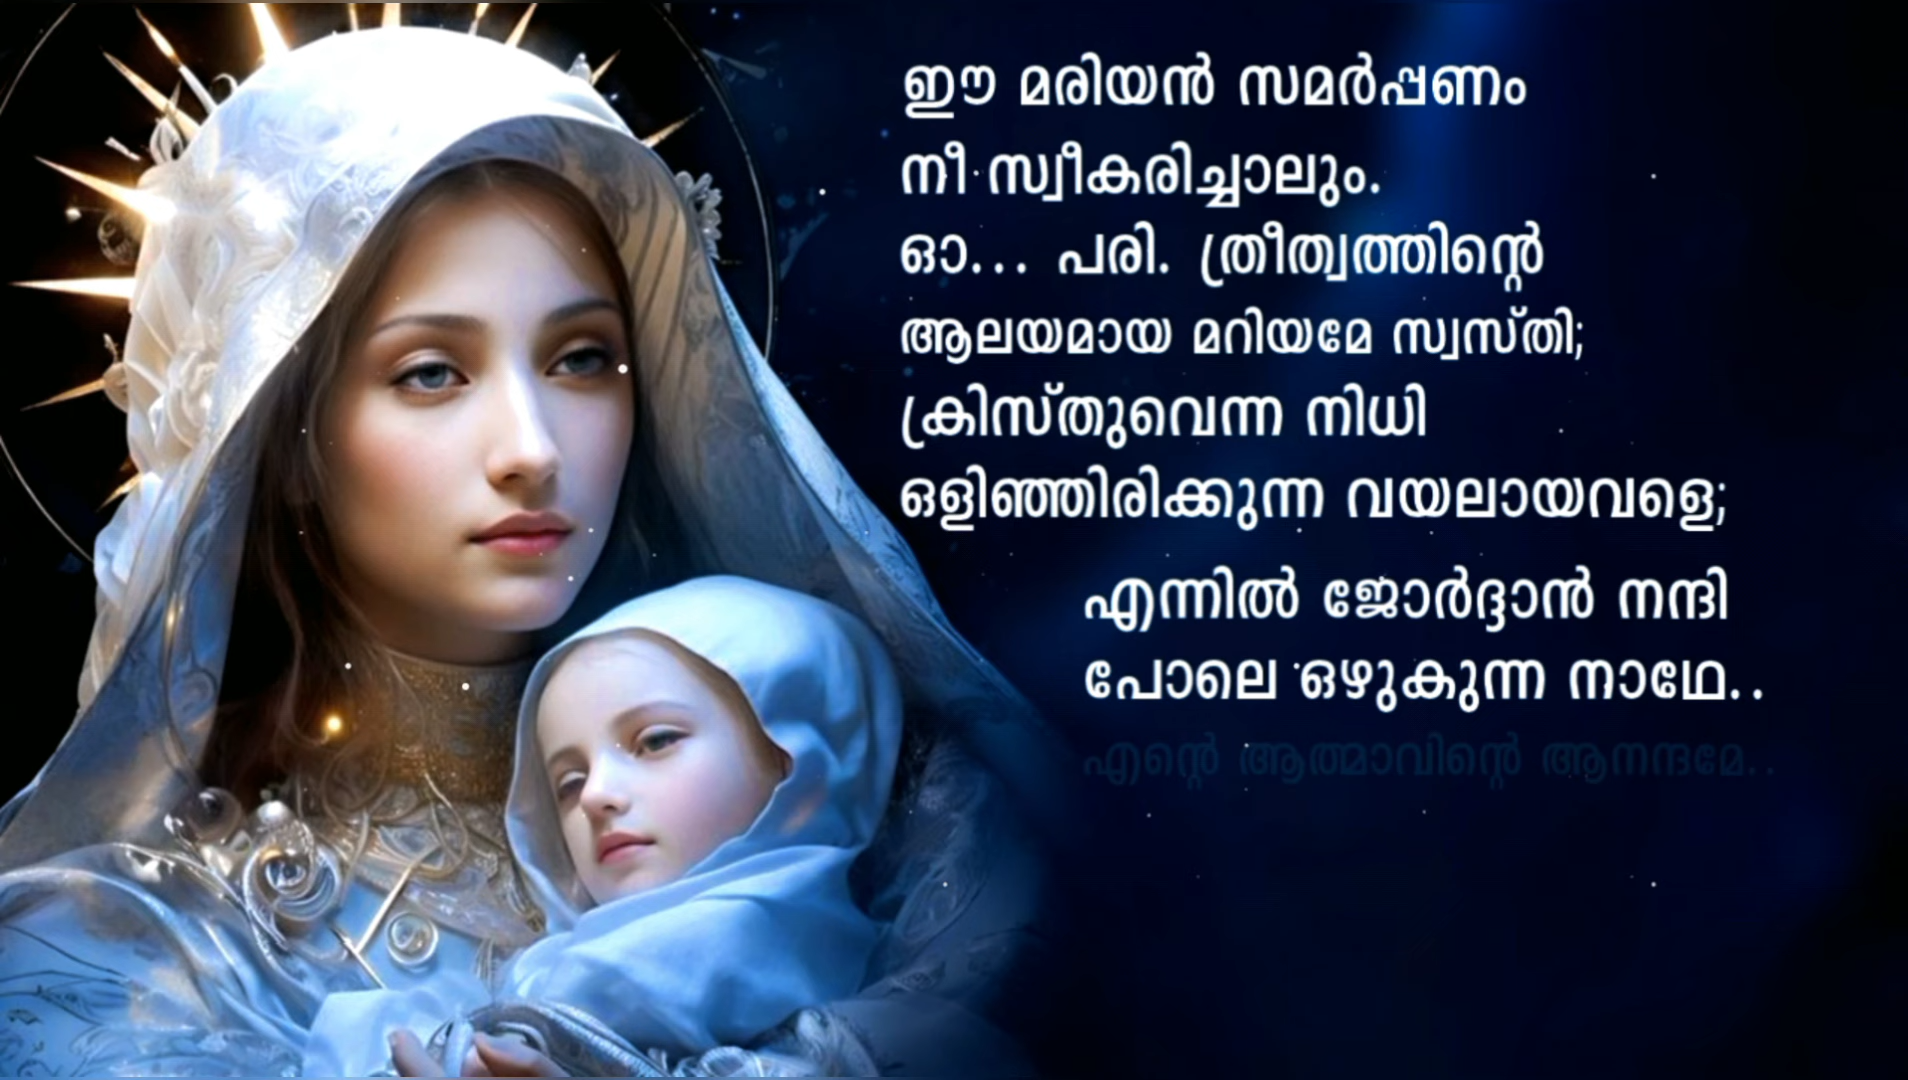 ഈ മരിയൻ സമർപ്പണം
നീ സ്വീകരിച്ചാലും.
ഓ... പരി. ത്രീത്വത്തിന്റെ
ആലയമായ മറിയമേ സ്വസ്തി;
ക്രിസ്തുവെന്ന നിധി
ഒളിഞ്ഞിരിക്കുന്ന വയലായവളെ;
എന്നിൽ ജോർദ്ദാൻ നന്ദി
പോലെ ഒഴുകുന്ന നാഥേ..
എന്റെ ആത്മാവിന്റെ ആനന്ദമേ..